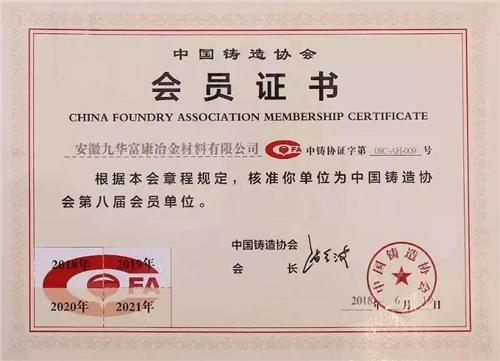 中国铸造协会
会员证书
CHINA FOUNDRY ASSOCIATION MEMBERSHIP CERTIFICATE
安徽九华富康冶金材料有限公司 FA 中铸协证字第 08C-AH-009 号
根据本会章程规定，核准你单位为中国铸造协
会第八届会员单位。
中国铸造协会
会 长
中国铸造协会
2018年 6 月 日
2018年 2019年
FA
2020年 2021年